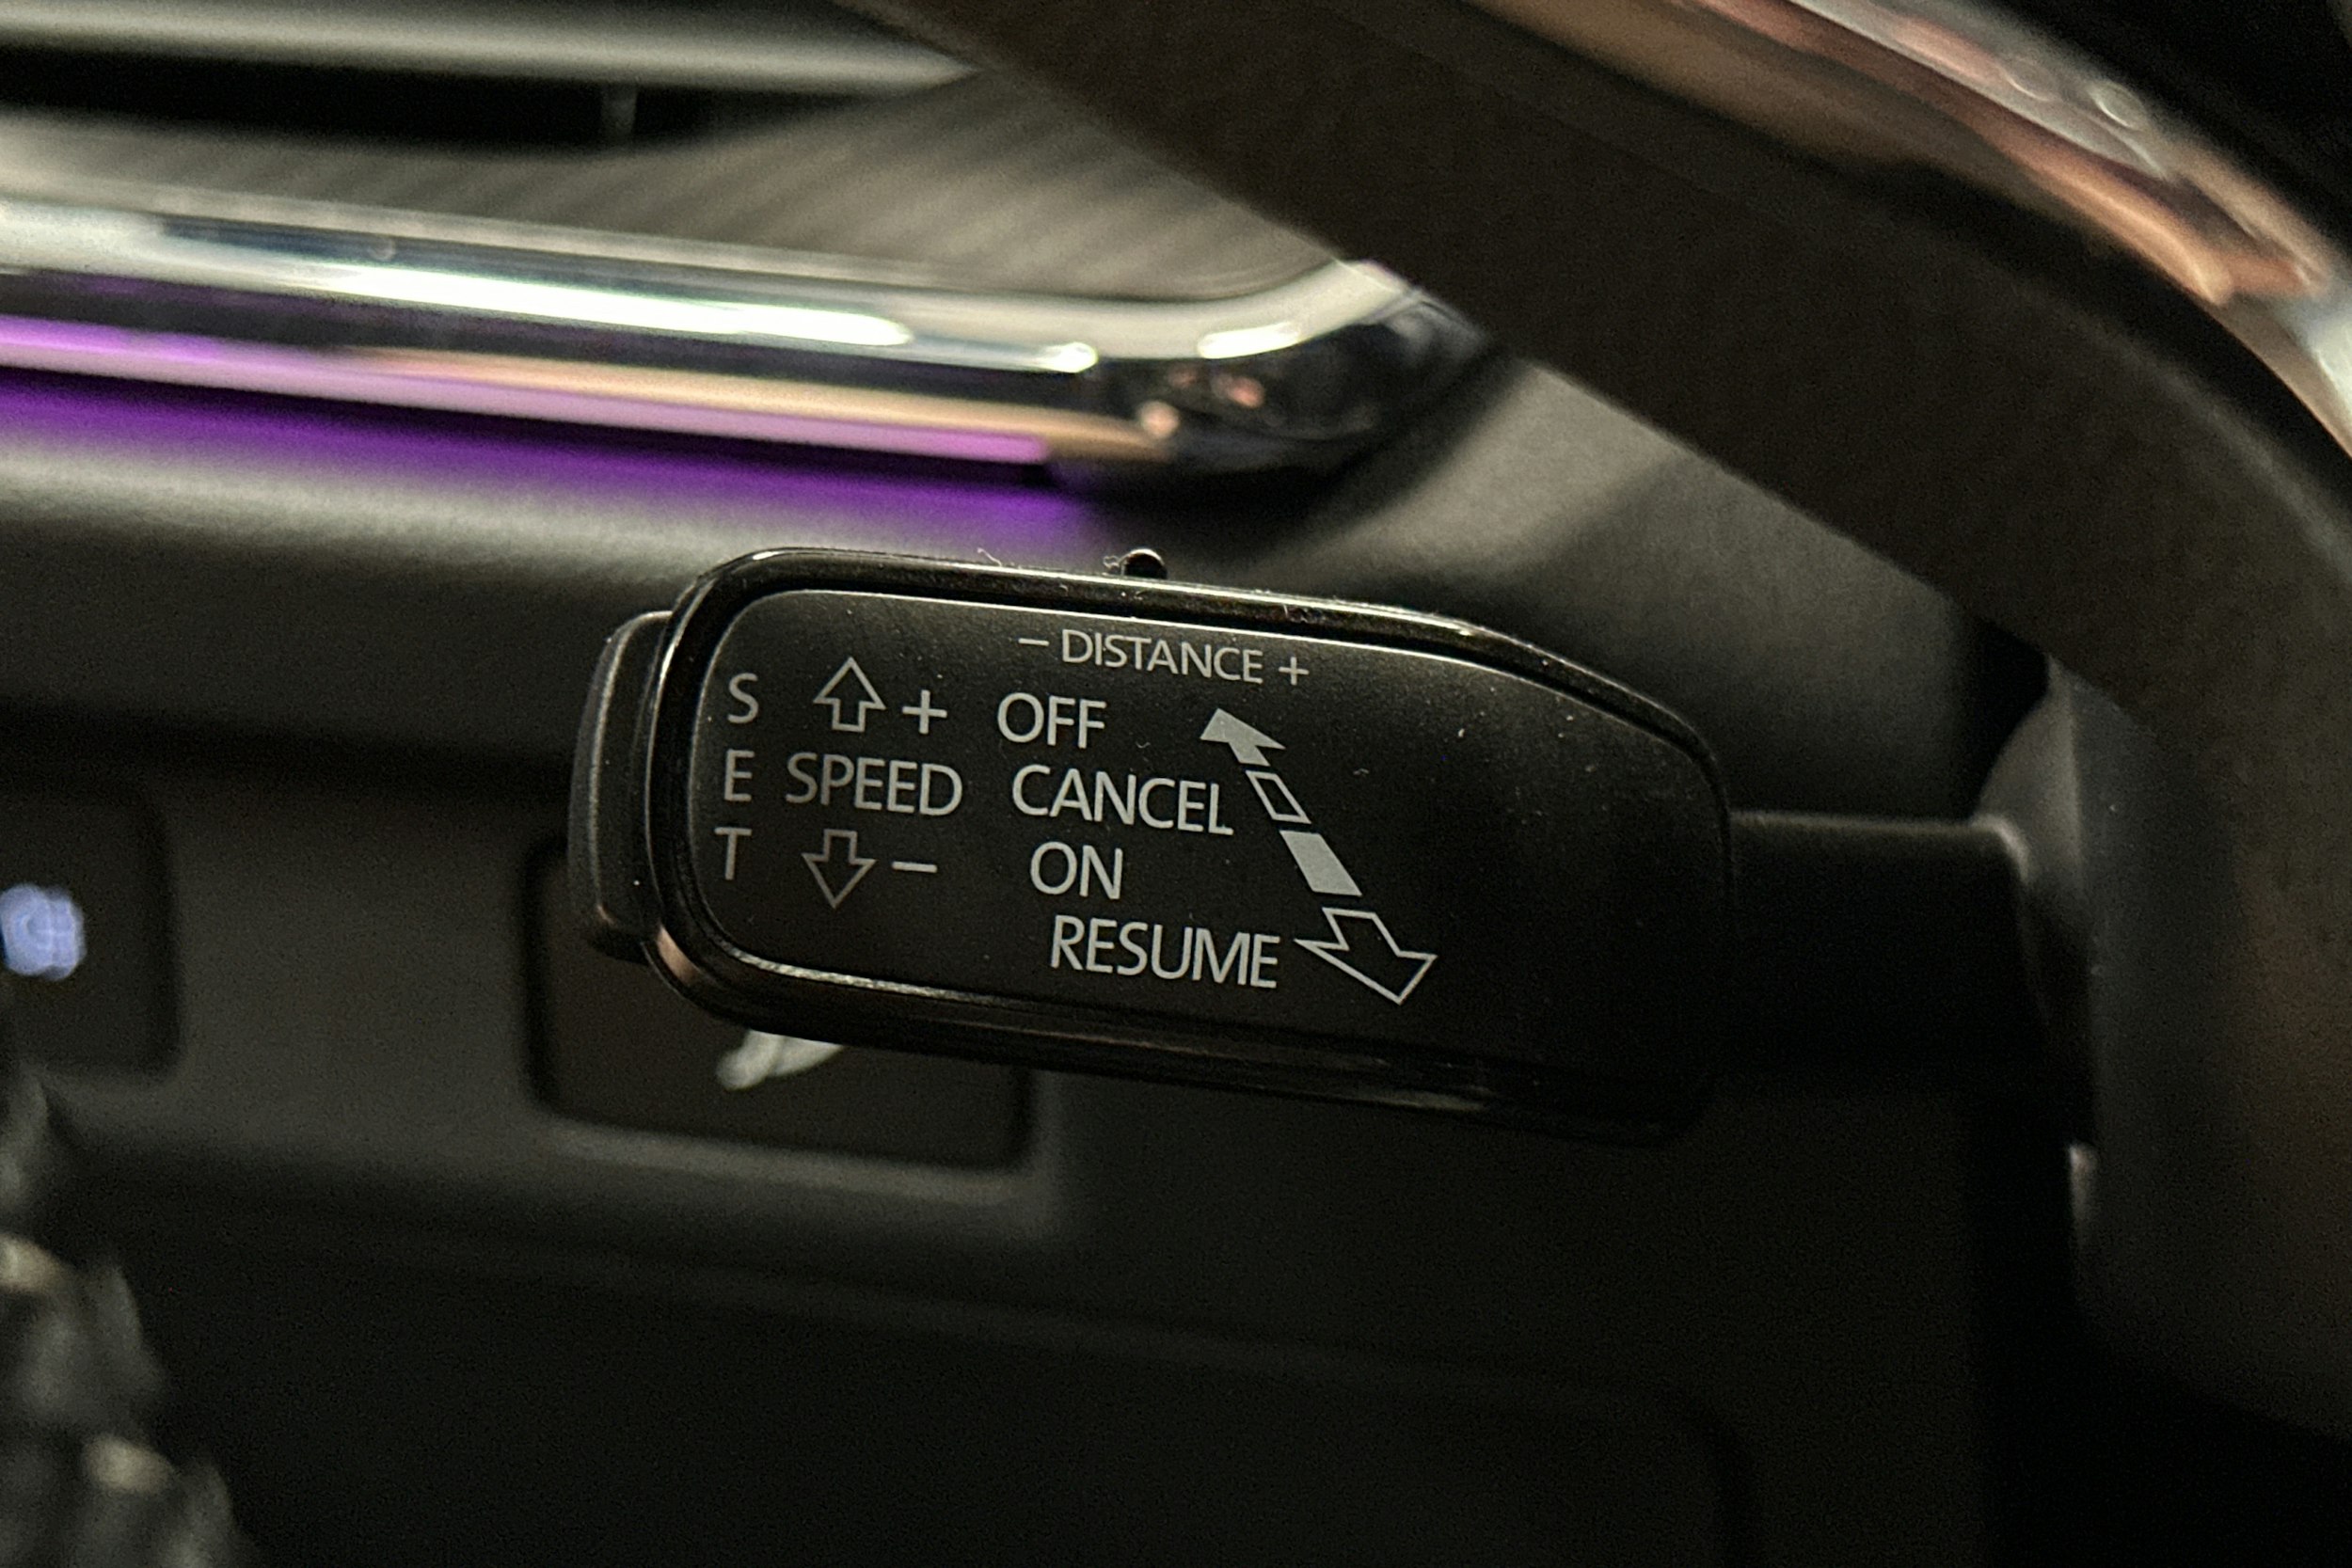 − DISTANCE +
S + OFF
E SPEED CANCEL
T − ON
RESUME